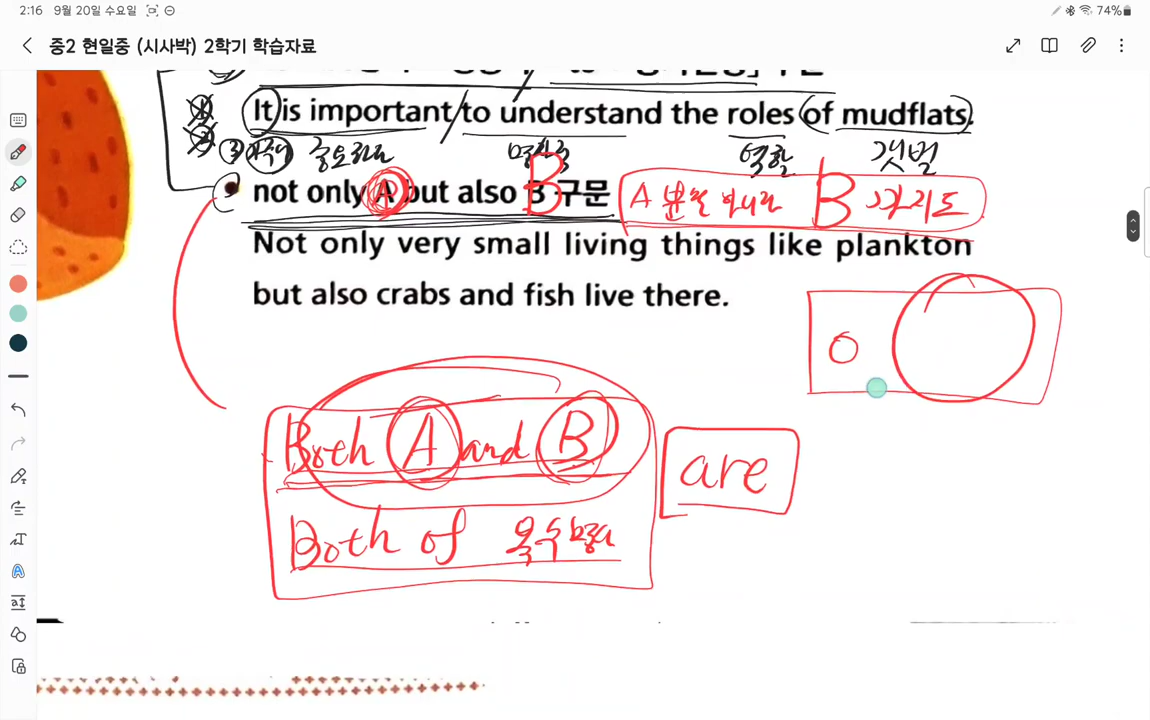 2:16 9월 20일 수요일 74%
중2 현일중 (시사박) 2학기 학습자료
It is important to understand the roles of mudflats.
③ 중요하다 역할 갯벌
not only A but also B 구문 A 뿐만 아니라 B 까지도
Not only very small living things like plankton
but also crabs and fish live there.
Both A and B
are
Both of 복수명사